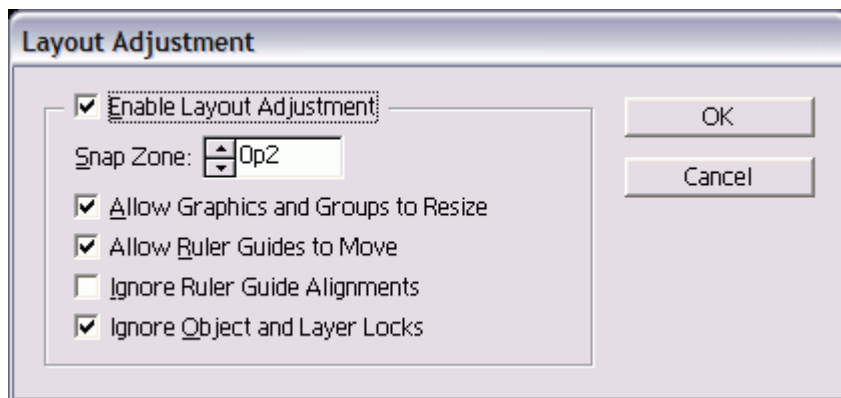 Layout Adjustment
Enable Layout Adjustment
Snap Zone: 0p2
Allow Graphics and Groups to Resize
Allow Ruler Guides to Move
Ignore Ruler Guide Alignments
Ignore Object and Layer Locks
OK
Cancel